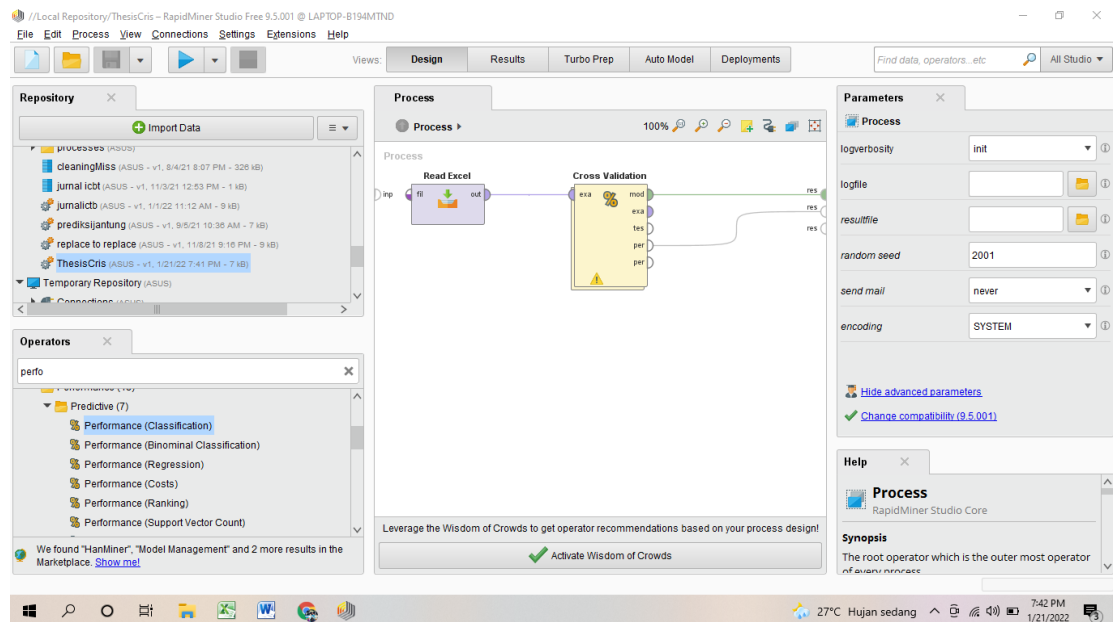 //Local Repository/ThesisCris – RapidMiner Studio Free 9.5.001 @ LAPTOP-B194MTND
File Edit Process View Connections Settings Extensions Help
Views: Design Results Turbo Prep Auto Model Deployments
Find data, operators...etc All Studio
Repository
Import Data
processes (ASUS)
cleaningMiss (ASUS - v1, 8/4/21 8:07 PM - 326 kB)
jurnal icbt (ASUS - v1, 11/3/21 12:53 PM - 1 kB)
jurnalictb (ASUS - v1, 1/1/22 11:12 AM - 9 kB)
prediksijantung (ASUS - v1, 9/5/21 10:36 AM - 7 kB)
replace to replace (ASUS - v1, 11/8/21 9:16 PM - 9 kB)
ThesisCris (ASUS - v1, 1/21/22 7:41 PM - 7 kB)
Temporary Repository (ASUS)
Connections (ASUS)
Operators
perfo
Predictive (7)
Performance (Classification)
Performance (Binominal Classification)
Performance (Regression)
Performance (Costs)
Performance (Ranking)
Performance (Support Vector Count)
We found "HanMiner", "Model Management" and 2 more results in the
Marketplace. Show me!
Process
Process
100%
Process
Read Excel
inp fil out
Cross Validation
exa mod
exa
tes
per
per
res
res
res
Leverage the Wisdom of Crowds to get operator recommendations based on your process design!
Activate Wisdom of Crowds
Parameters
Process
logverbosity init
logfile
resultfile
random seed 2001
send mail never
encoding SYSTEM
Hide advanced parameters
Change compatibility (9.5.001)
Help
Process
RapidMiner Studio Core
Synopsis
The root operator which is the outer most operator
of every process.
27°C Hujan sedang
7:42 PM
1/21/2022
3